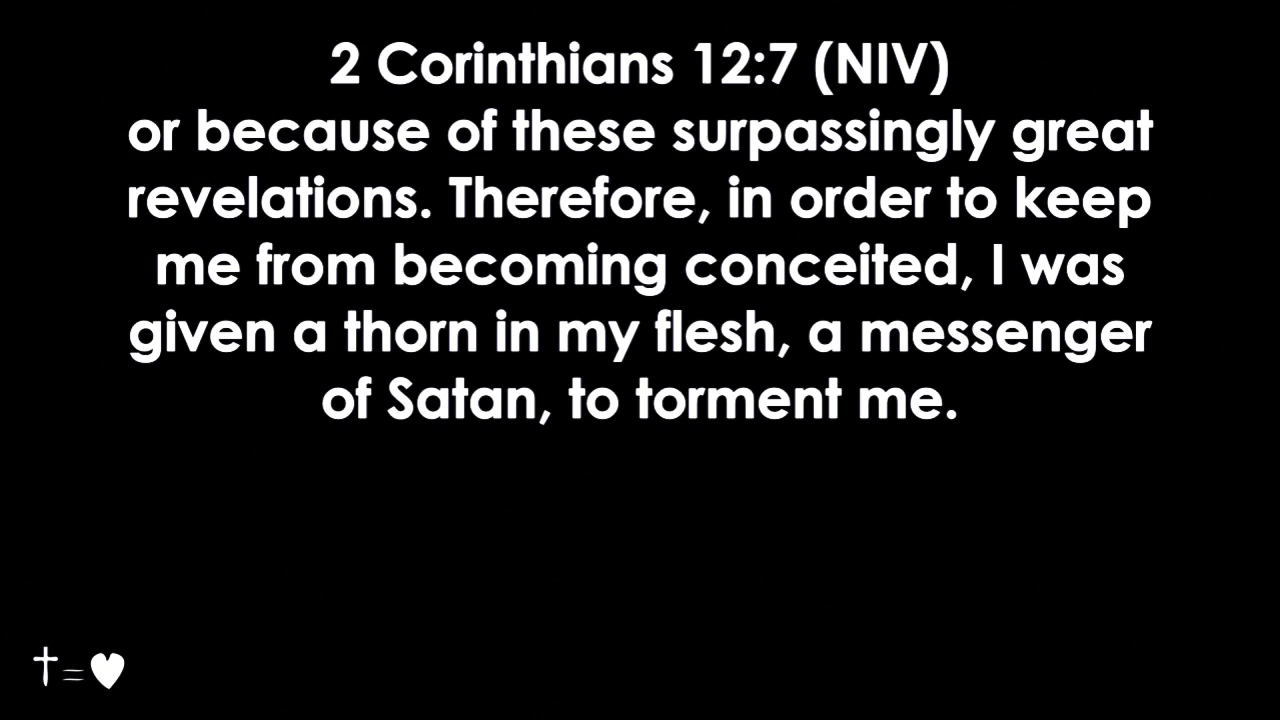 2 Corinthians 12:7 (NIV)
or because of these surpassingly great
revelations. Therefore, in order to keep
me from becoming conceited, I was
given a thorn in my flesh, a messenger
of Satan, to torment me.